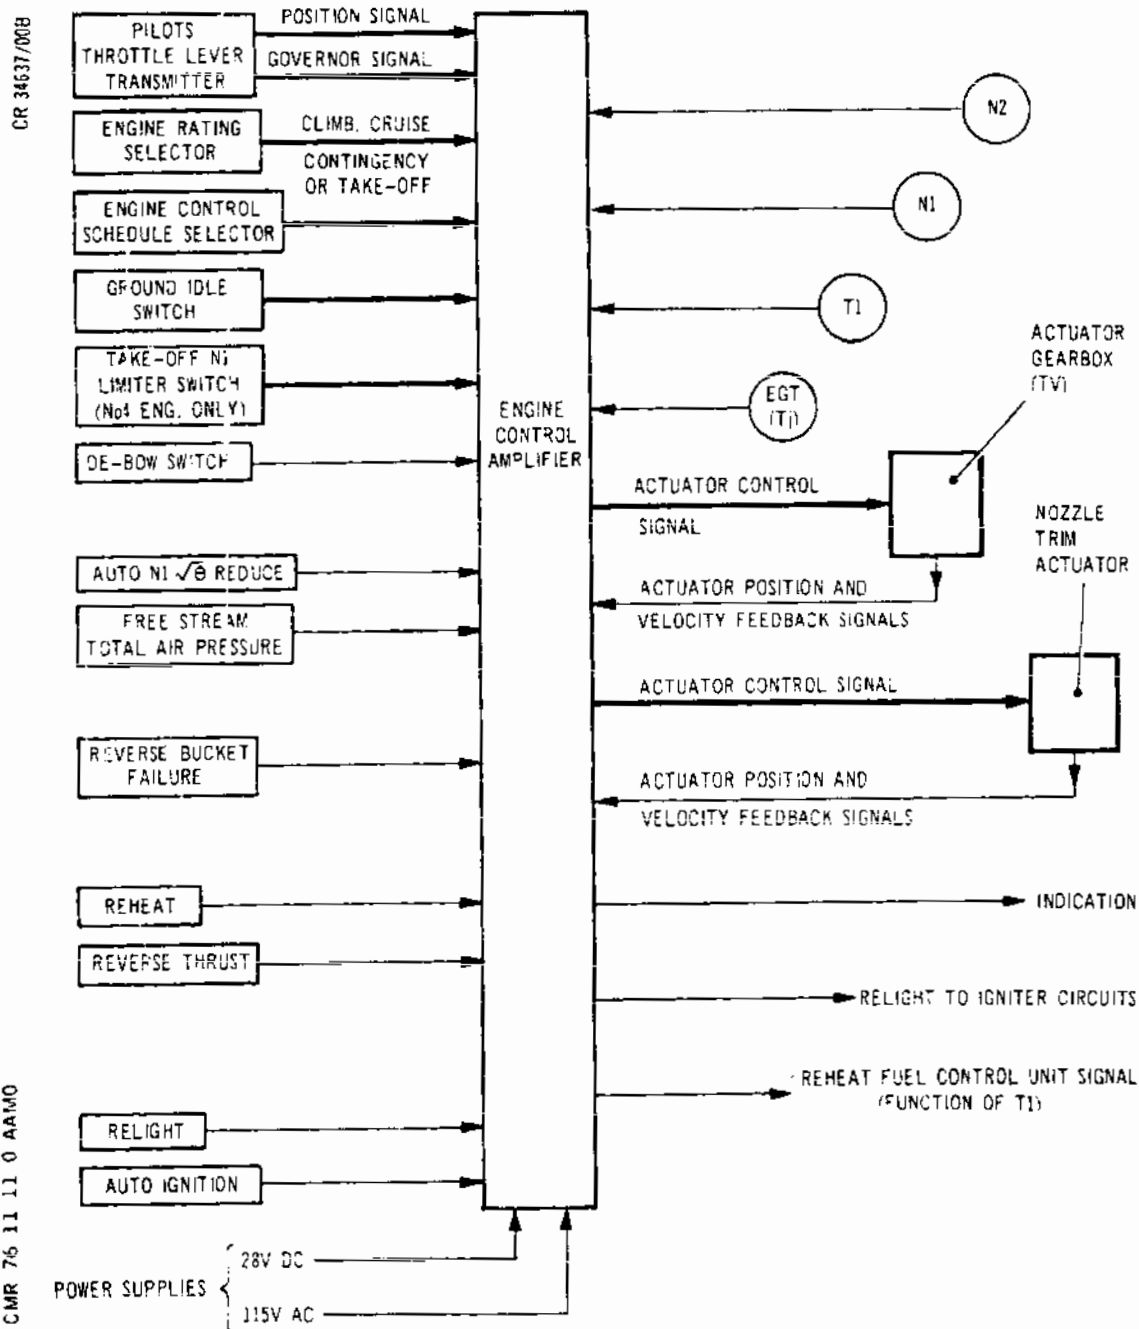 CR 34637/00B
PILOTS
THROTTLE LEVER
TRANSMITTER
POSITION SIGNAL
GOVERNOR SIGNAL
ENGINE RATING
SELECTOR
CLIMB, CRUISE
CONTINGENCY
OR TAKE-OFF
ENGINE CONTROL
SCHEDULE SELECTOR
GROUND IDLE
SWITCH
TAKE-OFF N1
LIMITER SWITCH
(No4 ENG. ONLY)
DE-BOW SWITCH
AUTO N1 √θ REDUCE
FREE STREAM
TOTAL AIR PRESSURE
REVERSE BUCKET
FAILURE
REHEAT
REVERSE THRUST
RELIGHT
AUTO IGNITION
POWER SUPPLIES
28V DC
115V AC
ENGINE
CONTROL
AMPLIFIER
N2
N1
T1
EGT
(Tj)
ACTUATOR
GEARBOX
(TV)
ACTUATOR CONTROL
SIGNAL
ACTUATOR POSITION AND
VELOCITY FEEDBACK SIGNALS
NOZZLE
TRIM
ACTUATOR
ACTUATOR CONTROL SIGNAL
ACTUATOR POSITION AND
VELOCITY FEEDBACK SIGNALS
INDICATION
RELIGHT TO IGNITER CIRCUITS
REHEAT FUEL CONTROL UNIT SIGNAL
(FUNCTION OF T1)
CMR 76 11 11 0 AAMO